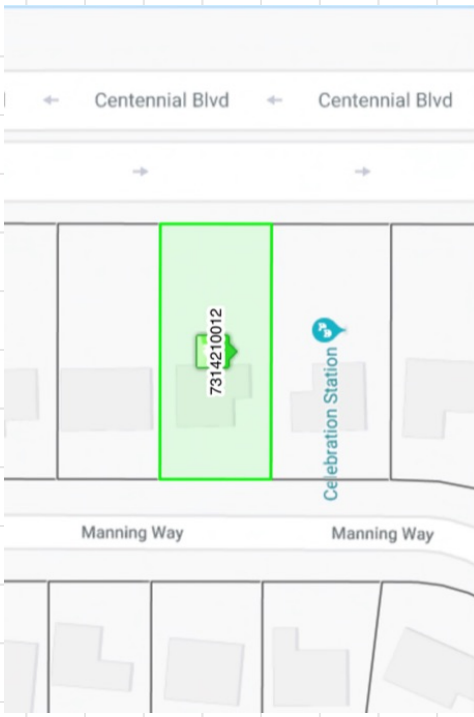 Centennial Blvd
Centennial Blvd
7314210012
Celebration Station
Manning Way
Manning Way